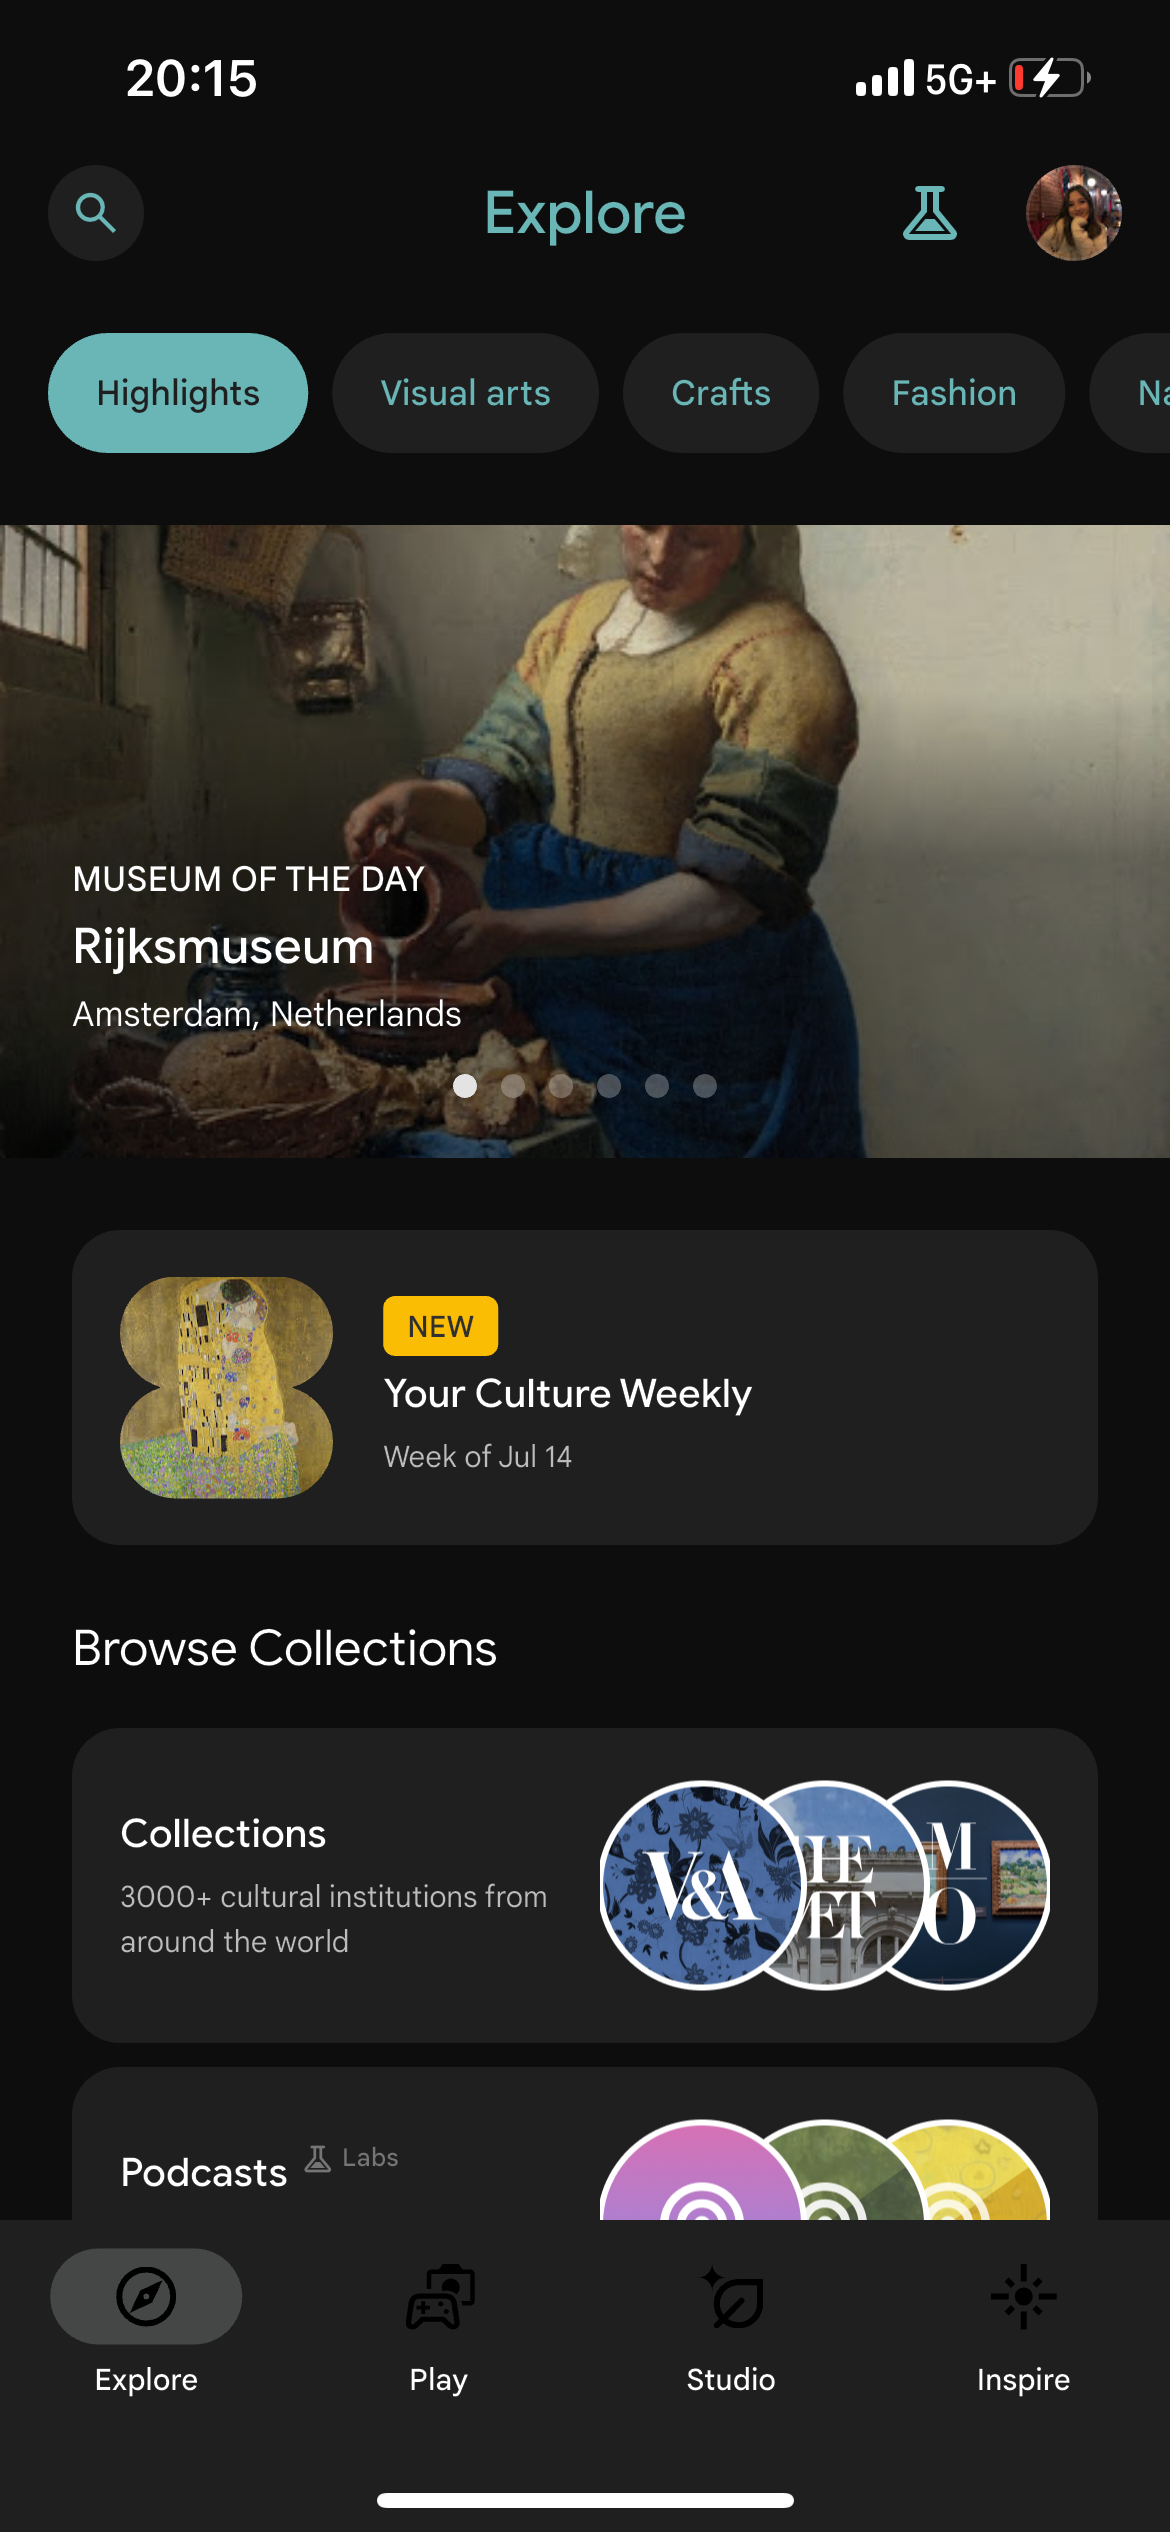 20:15
5G+
Explore
Highlights
Visual arts
Crafts
Fashion
Na
MUSEUM OF THE DAY
Rijksmuseum
Amsterdam, Netherlands
NEW
Your Culture Weekly
Week of Jul 14
Browse Collections
Collections
3000+ cultural institutions from
around the world
V&A
HE
ET
M
O
Podcasts
Labs
Explore
Play
Studio
Inspire